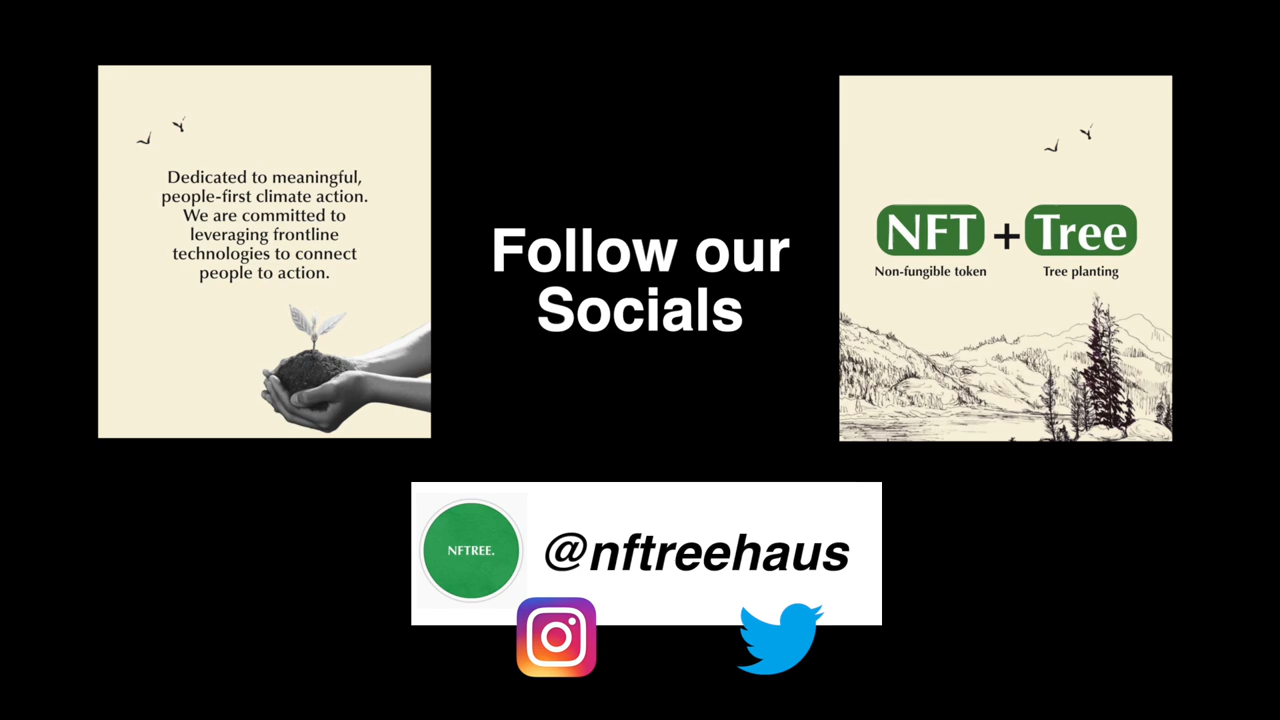 Dedicated to meaningful,
people-first climate action.
We are committed to
leveraging frontline
technologies to connect
people to action.
Follow our
Socials
NFT + Tree
Non-fungible token
Tree planting
NFTREE.
@nftreehaus